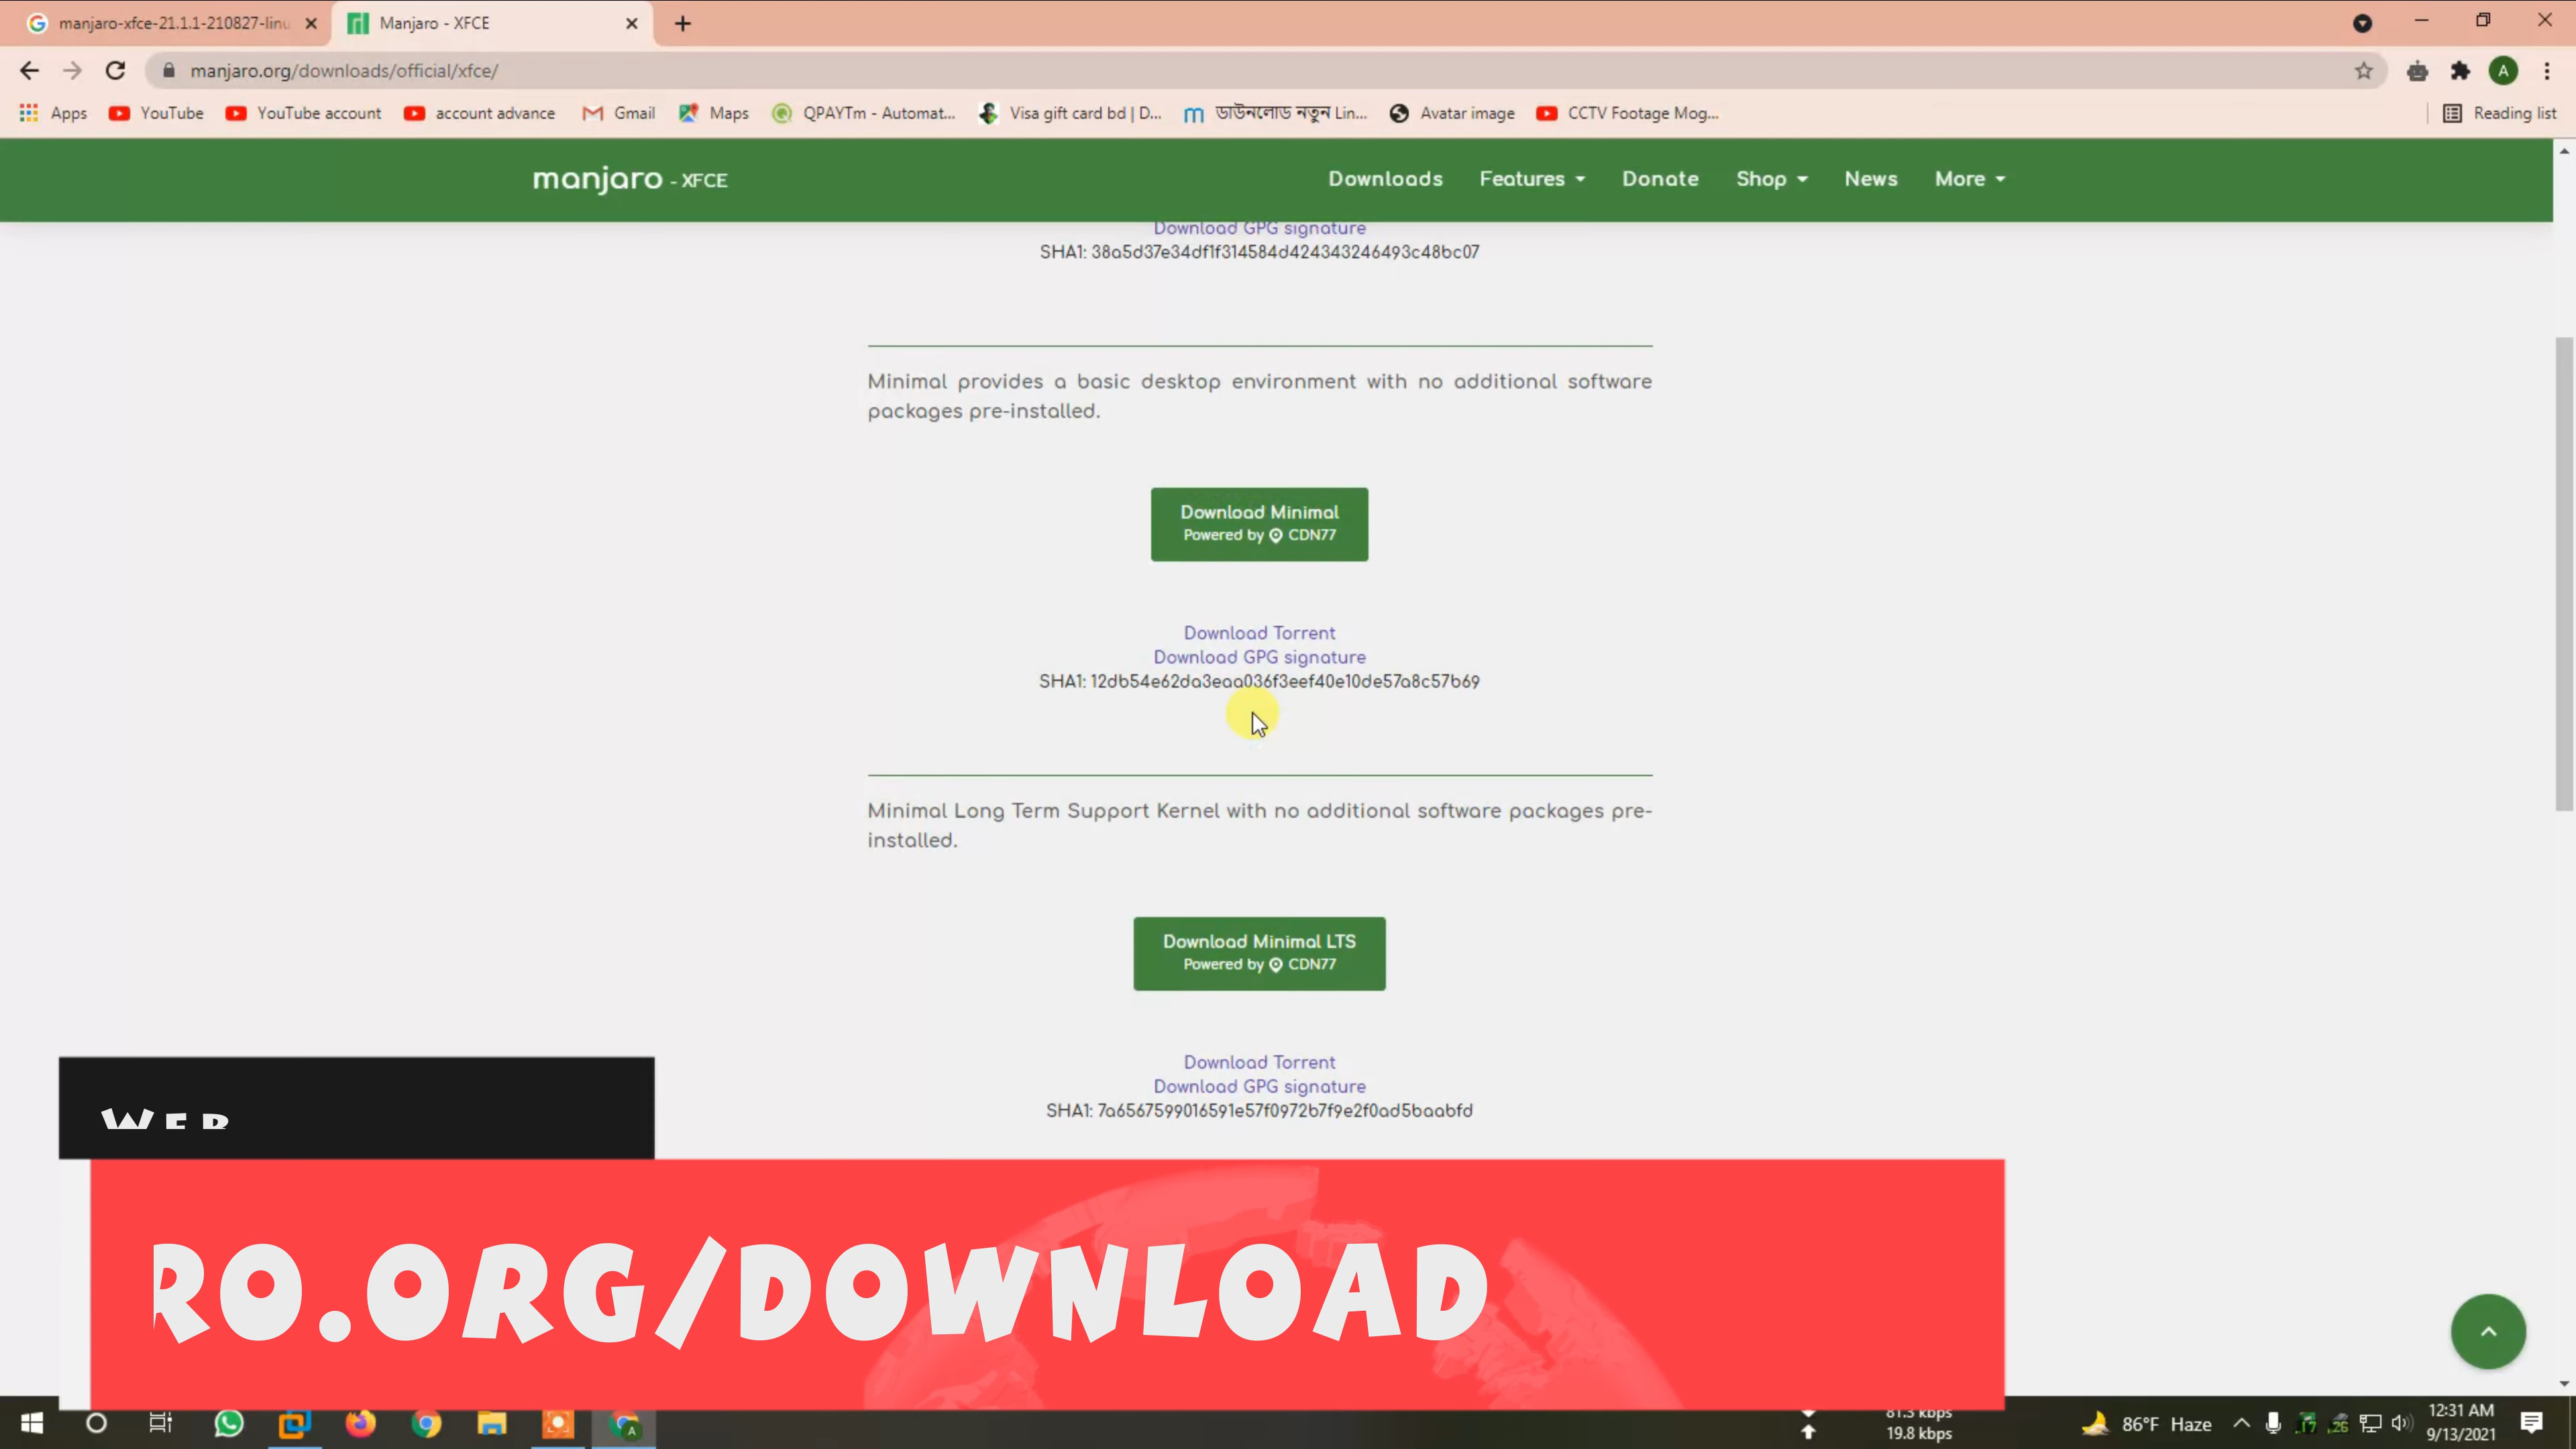 manjaro-xfce-21.1.1-210827-linu
Manjaro - XFCE
manjaro.org/downloads/official/xfce/
A
Apps
YouTube
YouTube account
account advance
Gmail
Maps
QPAYTm - Automat...
Visa gift card bd | D...
ডাউনলোড নতুন Lin...
Avatar image
CCTV Footage Mog...
Reading list
manjaro - XFCE
Downloads
Features
Donate
Shop
News
More
Download GPG signature
SHA1: 38a5d37e34df1f314584d424343246493c48bc07
Minimal provides a basic desktop environment with no additional software
packages pre-installed.
Download Minimal
Powered by CDN77
Download Torrent
Download GPG signature
SHA1: 12db54e62da3eaa036f3eef40e10de57a8c57b69
Minimal Long Term Support Kernel with no additional software packages pre-
installed.
Download Minimal LTS
Powered by CDN77
Download Torrent
Download GPG signature
SHA1: 7a6567599016591e57f0972b7f9e2f0ad5baabfd
RO.ORG/DOWNLOAD
81.3 kbps
19.8 kbps
86°F Haze
17
26
12:31 AM
9/13/2021